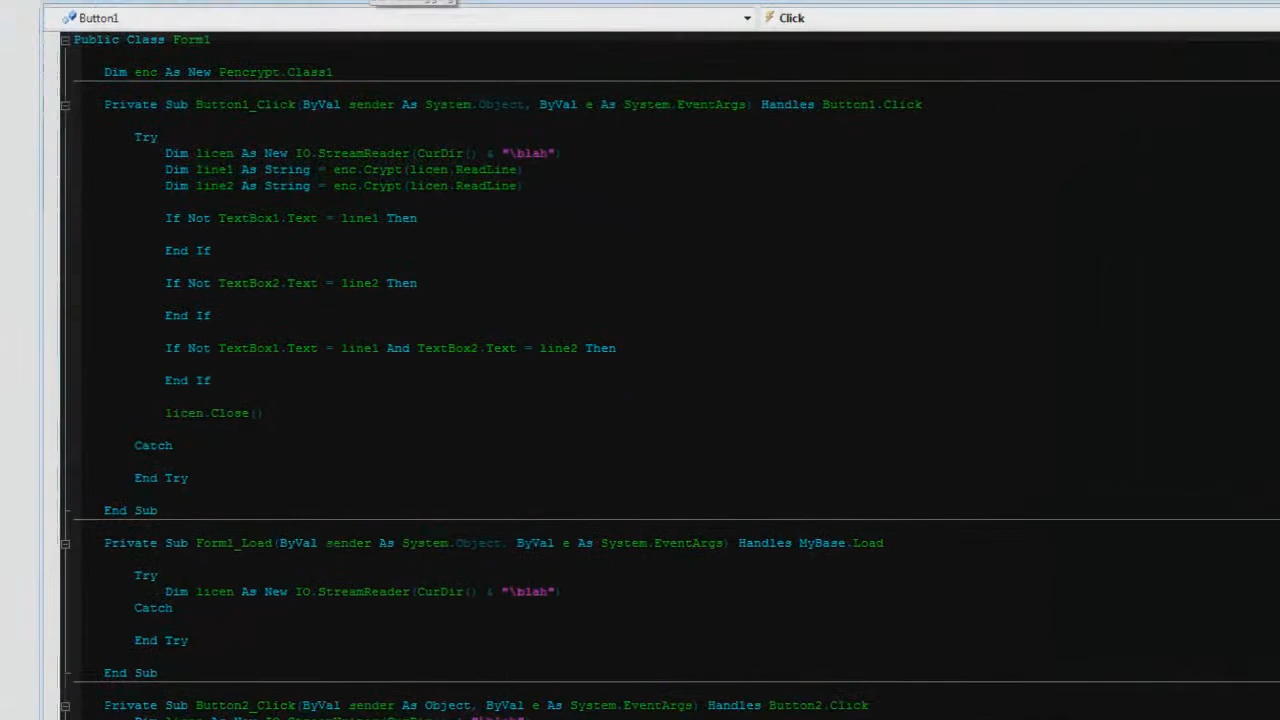 Button1 Click
Public Class Form1
Dim enc As New Pencrypt.Class1
Private Sub Button1_Click(ByVal sender As System.Object, ByVal e As System.EventArgs) Handles Button1.Click
Try
Dim licen As New IO.StreamReader(CurDir() & "\blah")
Dim line1 As String = enc.Crypt(licen.ReadLine)
Dim line2 As String = enc.Crypt(licen.ReadLine)
If Not TextBox1.Text = line1 Then
End If
If Not TextBox2.Text = line2 Then
End If
If Not TextBox1.Text = line1 And TextBox2.Text = line2 Then
End If
licen.Close()
Catch
End Try
End Sub
Private Sub Form1_Load(ByVal sender As System.Object, ByVal e As System.EventArgs) Handles MyBase.Load
Try
Dim licen As New IO.StreamReader(CurDir() & "\blah")
Catch
End Try
End Sub
Private Sub Button2_Click(ByVal sender As Object, ByVal e As System.EventArgs) Handles Button2.Click